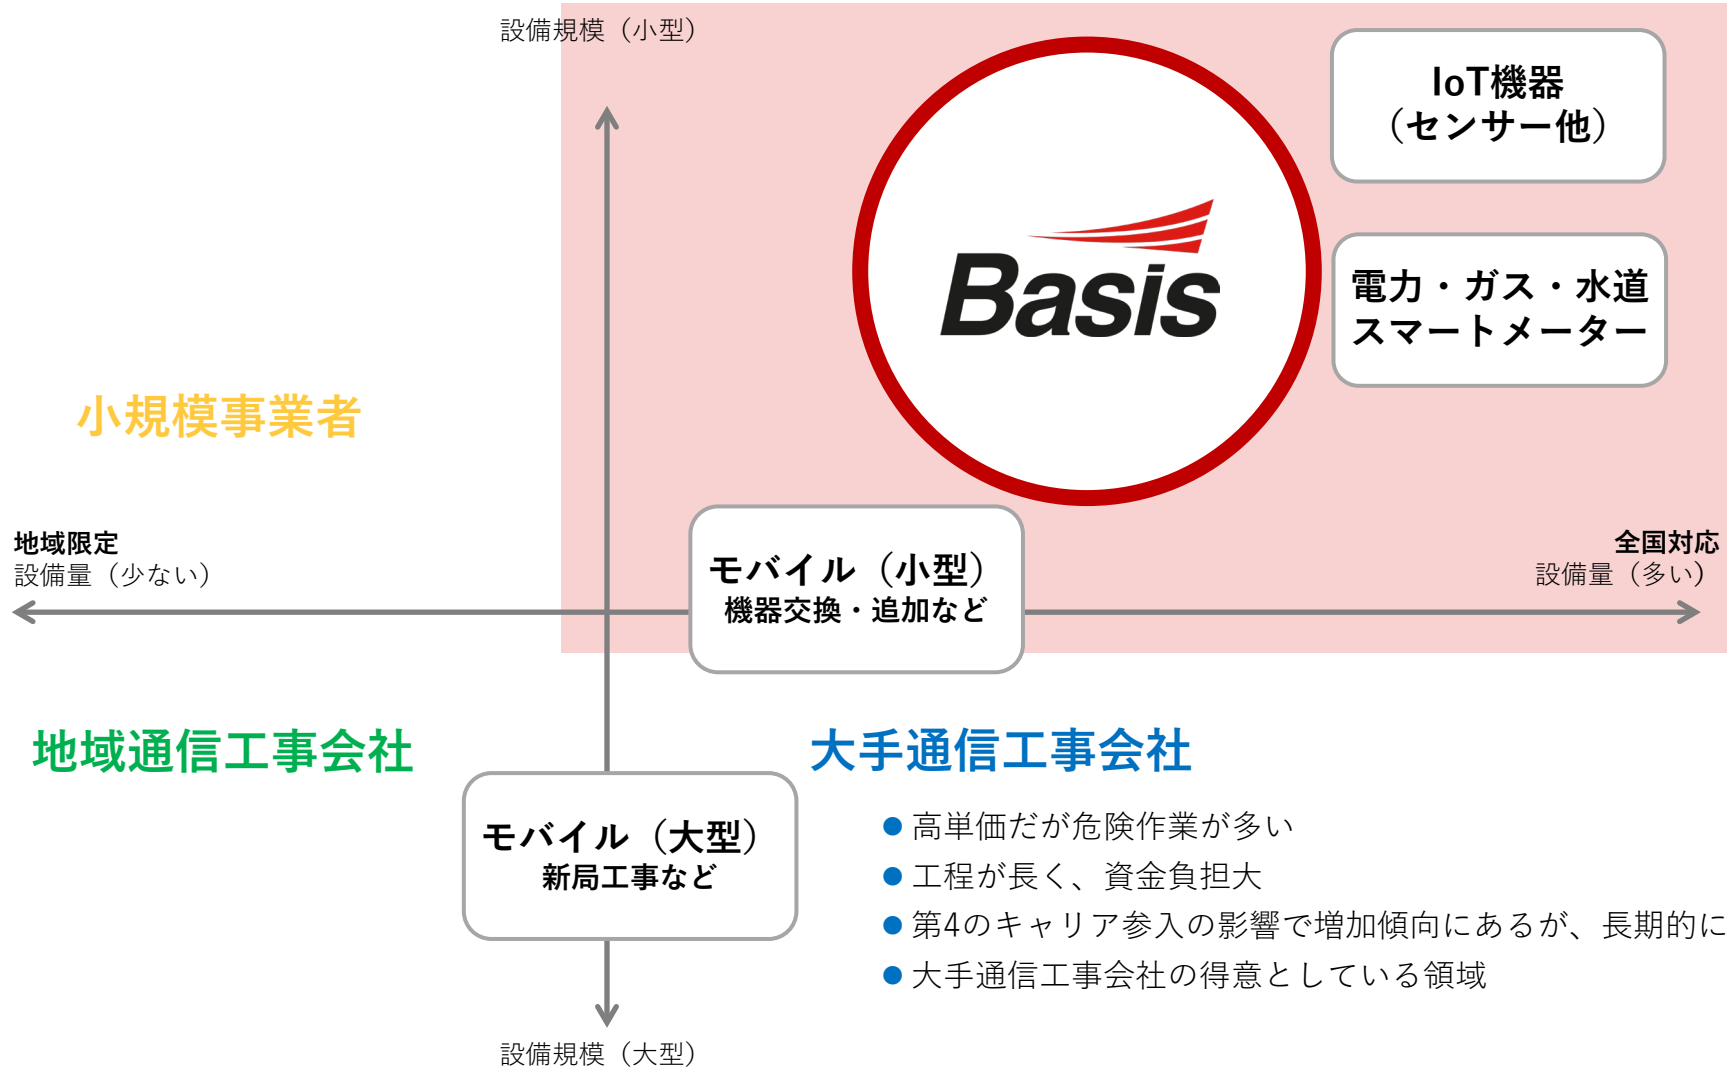 設備規模（小型）
IoT機器
（センサー他）
Basis
電力・ガス・水道
スマートメーター
小規模事業者
地域限定
設備量（少ない）
全国対応
設備量（多い）
モバイル（小型）
機器交換・追加など
地域通信工事会社
大手通信工事会社
モバイル（大型）
新局工事など
●高単価だが危険作業が多い
●工程が長く、資金負担大
●第4のキャリア参入の影響で増加傾向にあるが、長期的に
●大手通信工事会社の得意としている領域
設備規模（大型）